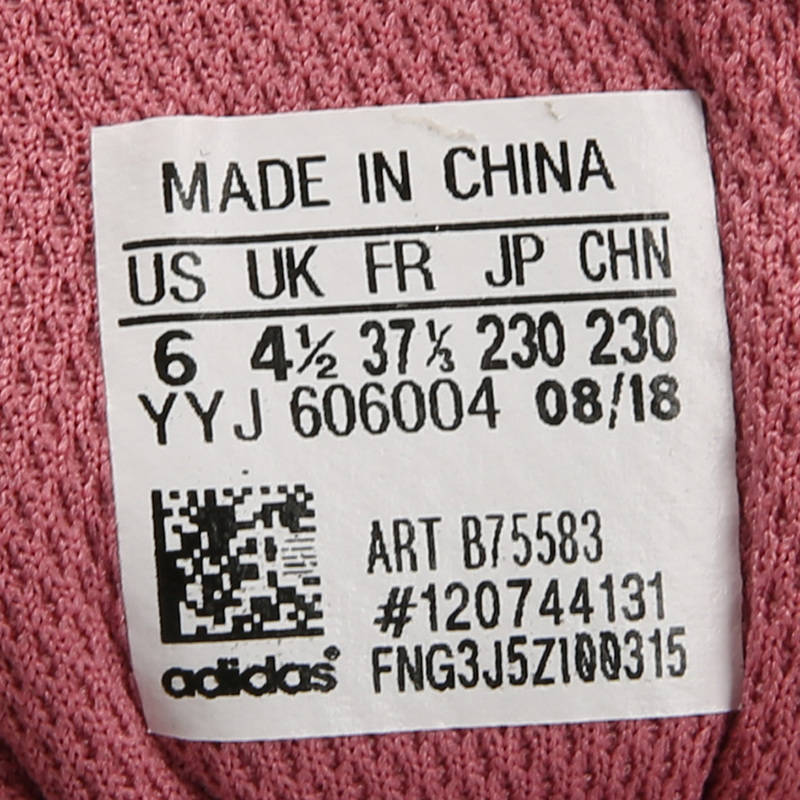 MADE IN CHINA
US UK FR JP CHN
6 4½ 37⅓ 230 230
YYJ 606004 08/18
ART B75583
#120744131
FNG3J5Z100315
adidas®